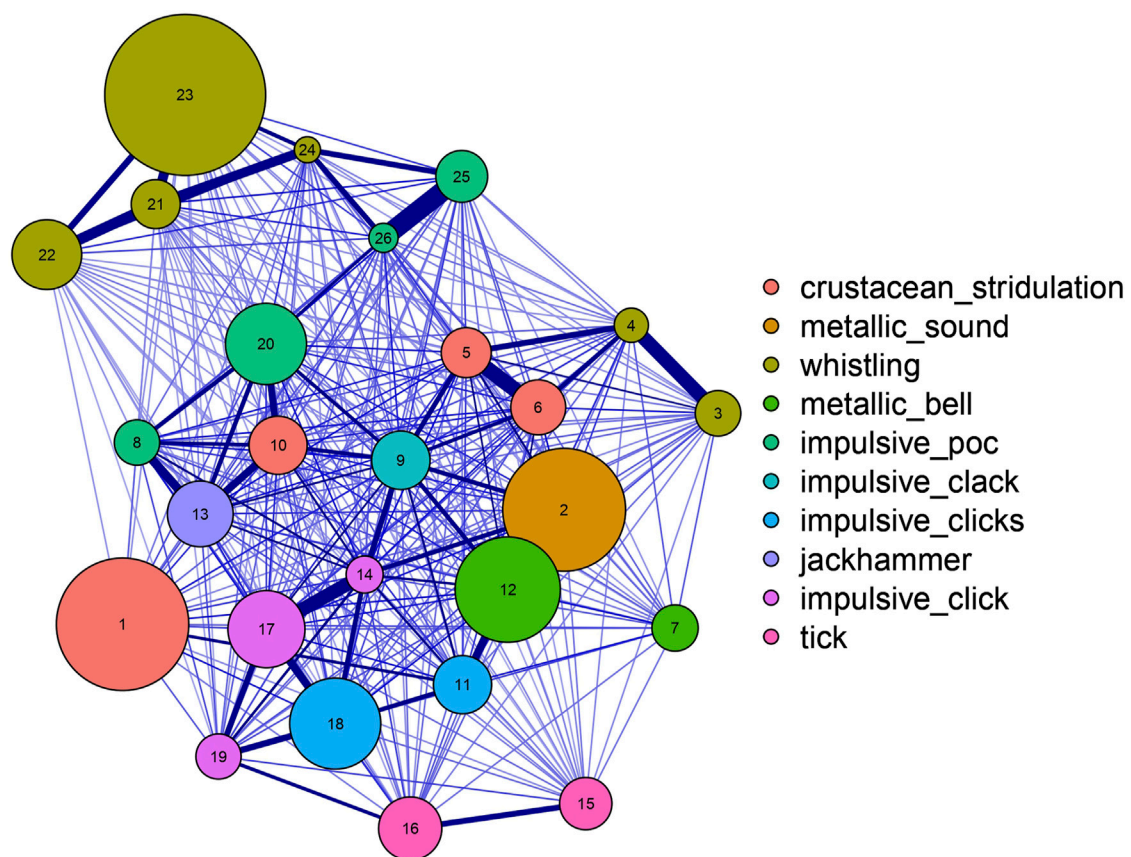 23
24
25
21
26
22
4
20
5
6
3
8
10
9
13
2
14
12
1
17
7
11
18
19
15
16
crustacean_stridulation
metallic_sound
whistling
metallic_bell
impulsive_poc
impulsive_clack
impulsive_clicks
jackhammer
impulsive_click
tick